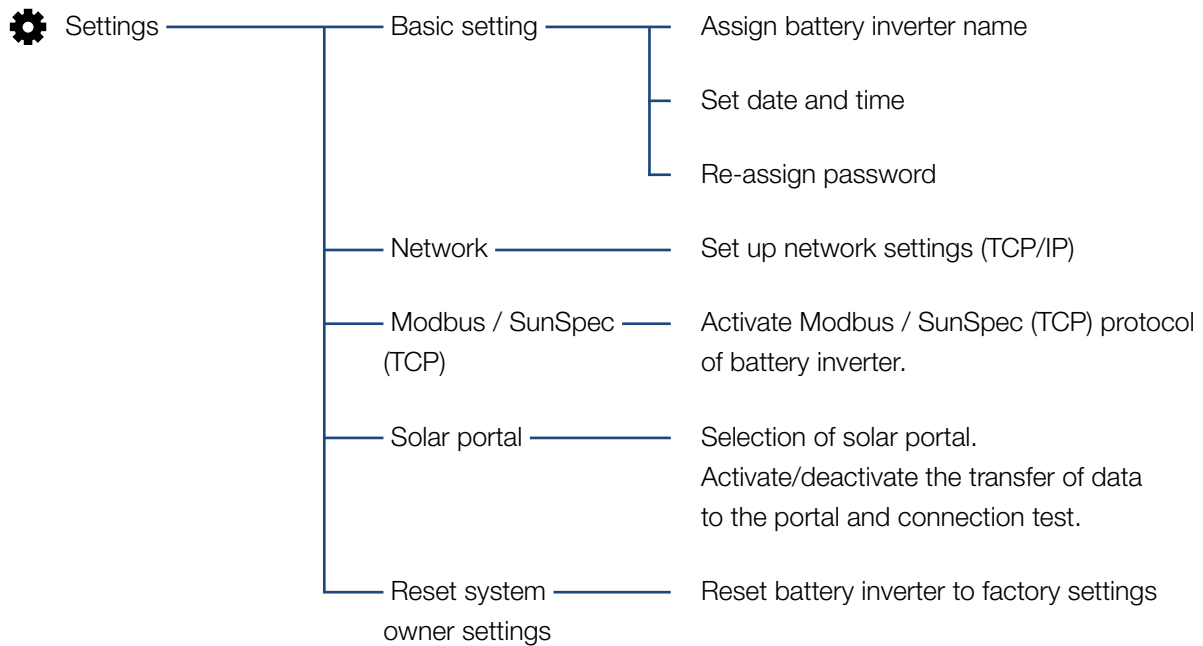 Settings
Basic setting
Assign battery inverter name
Set date and time
Re-assign password
Network
Set up network settings (TCP/IP)
Modbus / SunSpec
(TCP)
Activate Modbus / SunSpec (TCP) protocol
of battery inverter.
Solar portal
Selection of solar portal.
Activate/deactivate the transfer of data
to the portal and connection test.
Reset system
owner settings
Reset battery inverter to factory settings